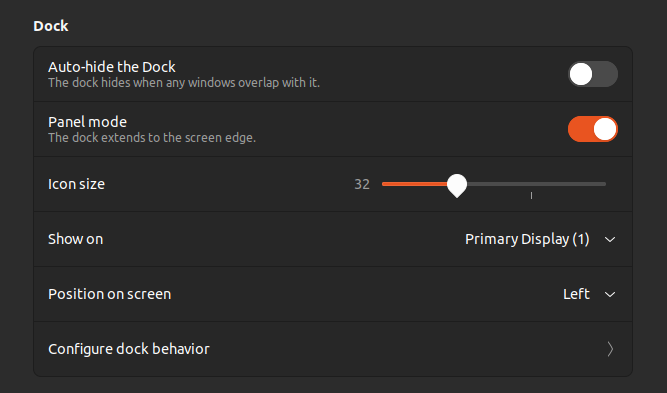 Dock
Auto-hide the Dock
The dock hides when any windows overlap with it.
Panel mode
The dock extends to the screen edge.
Icon size
32
Show on
Primary Display (1)
Position on screen
Left
Configure dock behavior